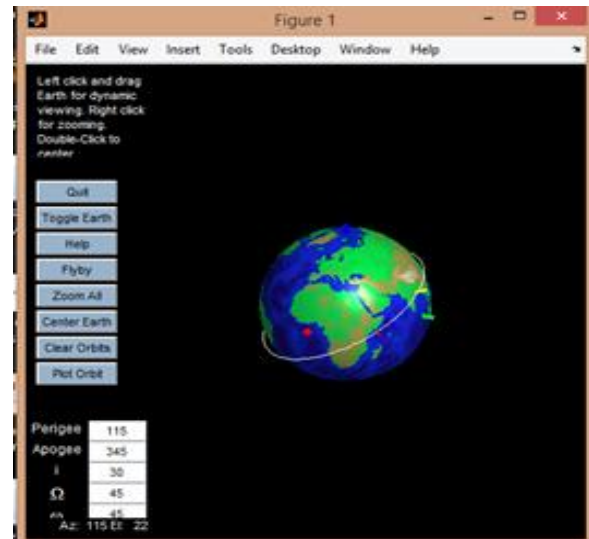 Figure 1
File Edit View Insert Tools Desktop Window Help
Left click and drag
Earth for dynamic
viewing. Right click
for zooming.
Double-Click to
center
Quit
Toggle Earth
Help
Flyby
Zoom All
Center Earth
Clear Orbits
Plot Orbit
Perigee 115
Apogee 345
i 30
Ω 45
ω 45
Az: 115 El: 22